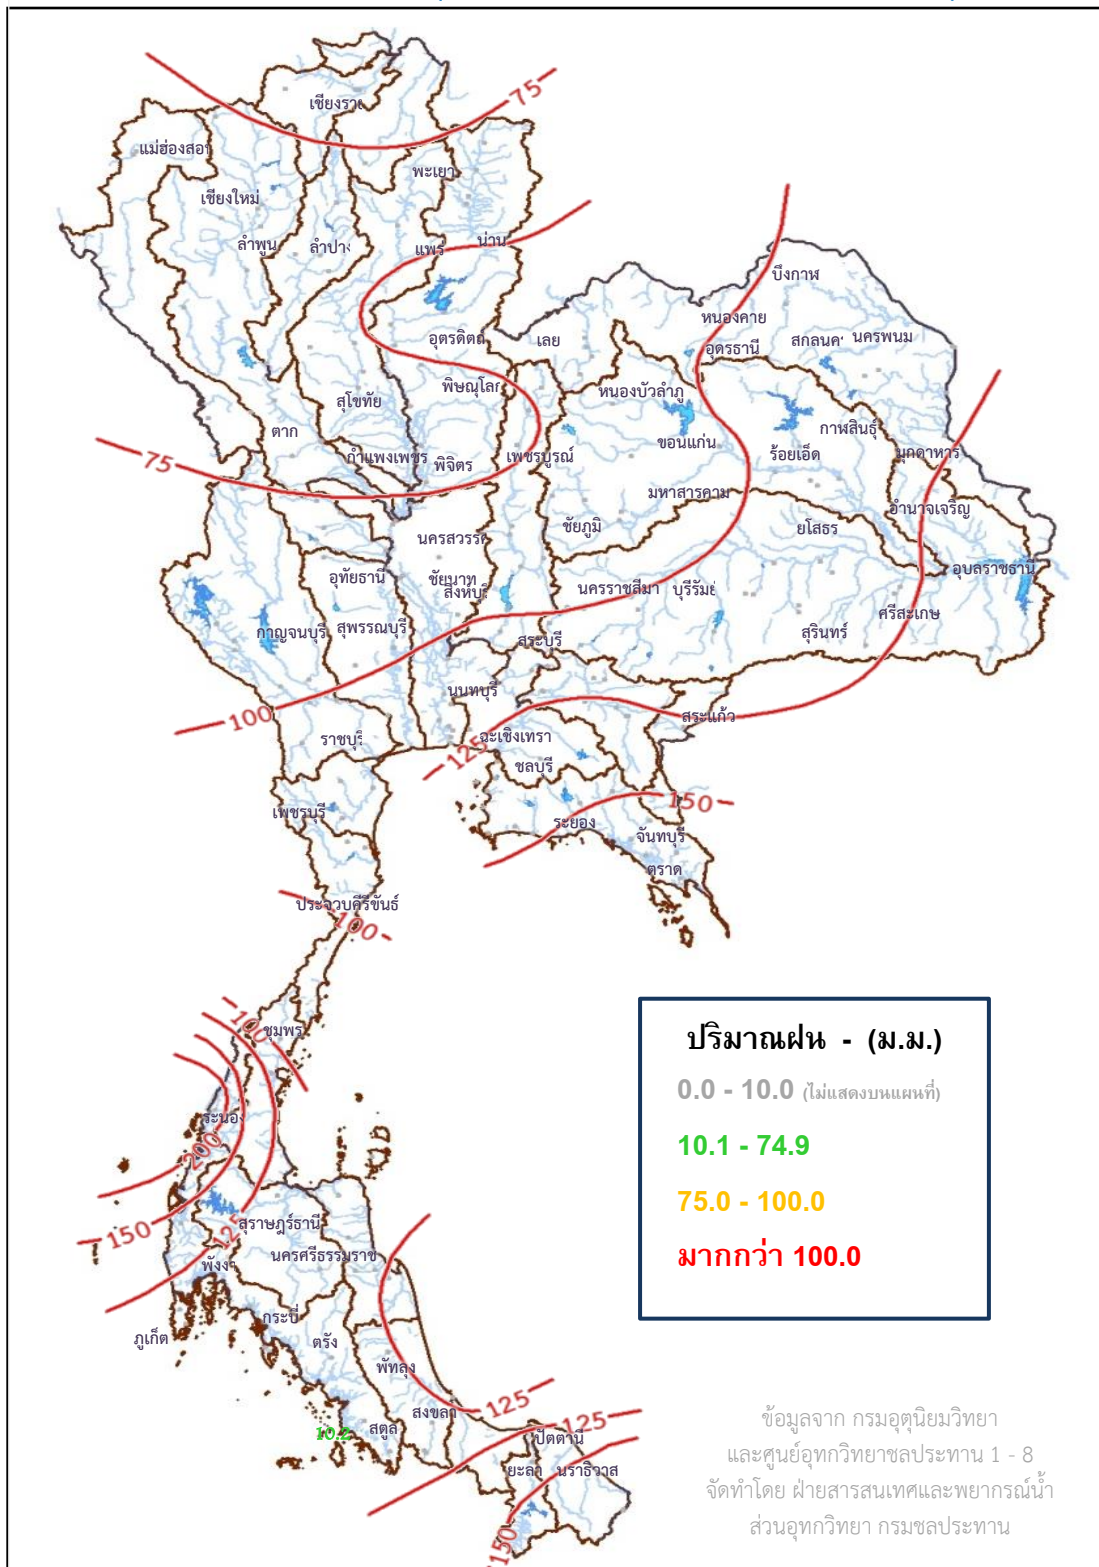 75
เชียงราย
แม่ฮ่องสอน
พะเยา
เชียงใหม่
น่าน
ลำพูน
ลำปาง
แพร่
บึงกาฬ
หนองคาย
อุตรดิตถ์
เลย
อุดรธานี
สกลนคร
นครพนม
พิษณุโลก
หนองบัวลำภู
สุโขทัย
กาฬสินธุ์
ตาก
ขอนแก่น
75
กำแพงเพชร
พิจิตร
เพชรบูรณ์
ร้อยเอ็ด
มุกดาหาร
มหาสารคาม
อำนาจเจริญ
นครสวรรค์
ชัยภูมิ
ยโสธร
อุทัยธานี
ชัยนาท
สิงห์บุรี
นครราชสีมา
บุรีรัมย์
อุบลราชธานี
กาญจนบุรี
สุพรรณบุรี
สระบุรี
สุรินทร์
ศรีสะเกษ
นนทบุรี
100
สระแก้ว
ราชบุรี
125
ฉะเชิงเทรา
ชลบุรี
เพชรบุรี
150
ระยอง
จันทบุรี
ตราด
ประจวบคีรีขันธ์
100
100
ชุมพร
ระนอง
200
150
125
สุราษฎร์ธานี
พังงา
นครศรีธรรมราช
กระบี่
ภูเก็ต
ตรัง
พัทลุง
125
สงขลา
125
10.2
สตูล
ปัตตานี
ยะลา
นราธิวาส
150
ปริมาณฝน - (ม.ม.)
0.0 - 10.0 (ไม่แสดงบนแผนที่)
10.1 - 74.9
75.0 - 100.0
มากกว่า 100.0
ข้อมูลจาก กรมอุตุนิยมวิทยา
และศูนย์อุทกวิทยาชลประทาน 1 - 8
จัดทำโดย ฝ่ายสารสนเทศและพยากรณ์น้ำ
ส่วนอุทกวิทยา กรมชลประทาน